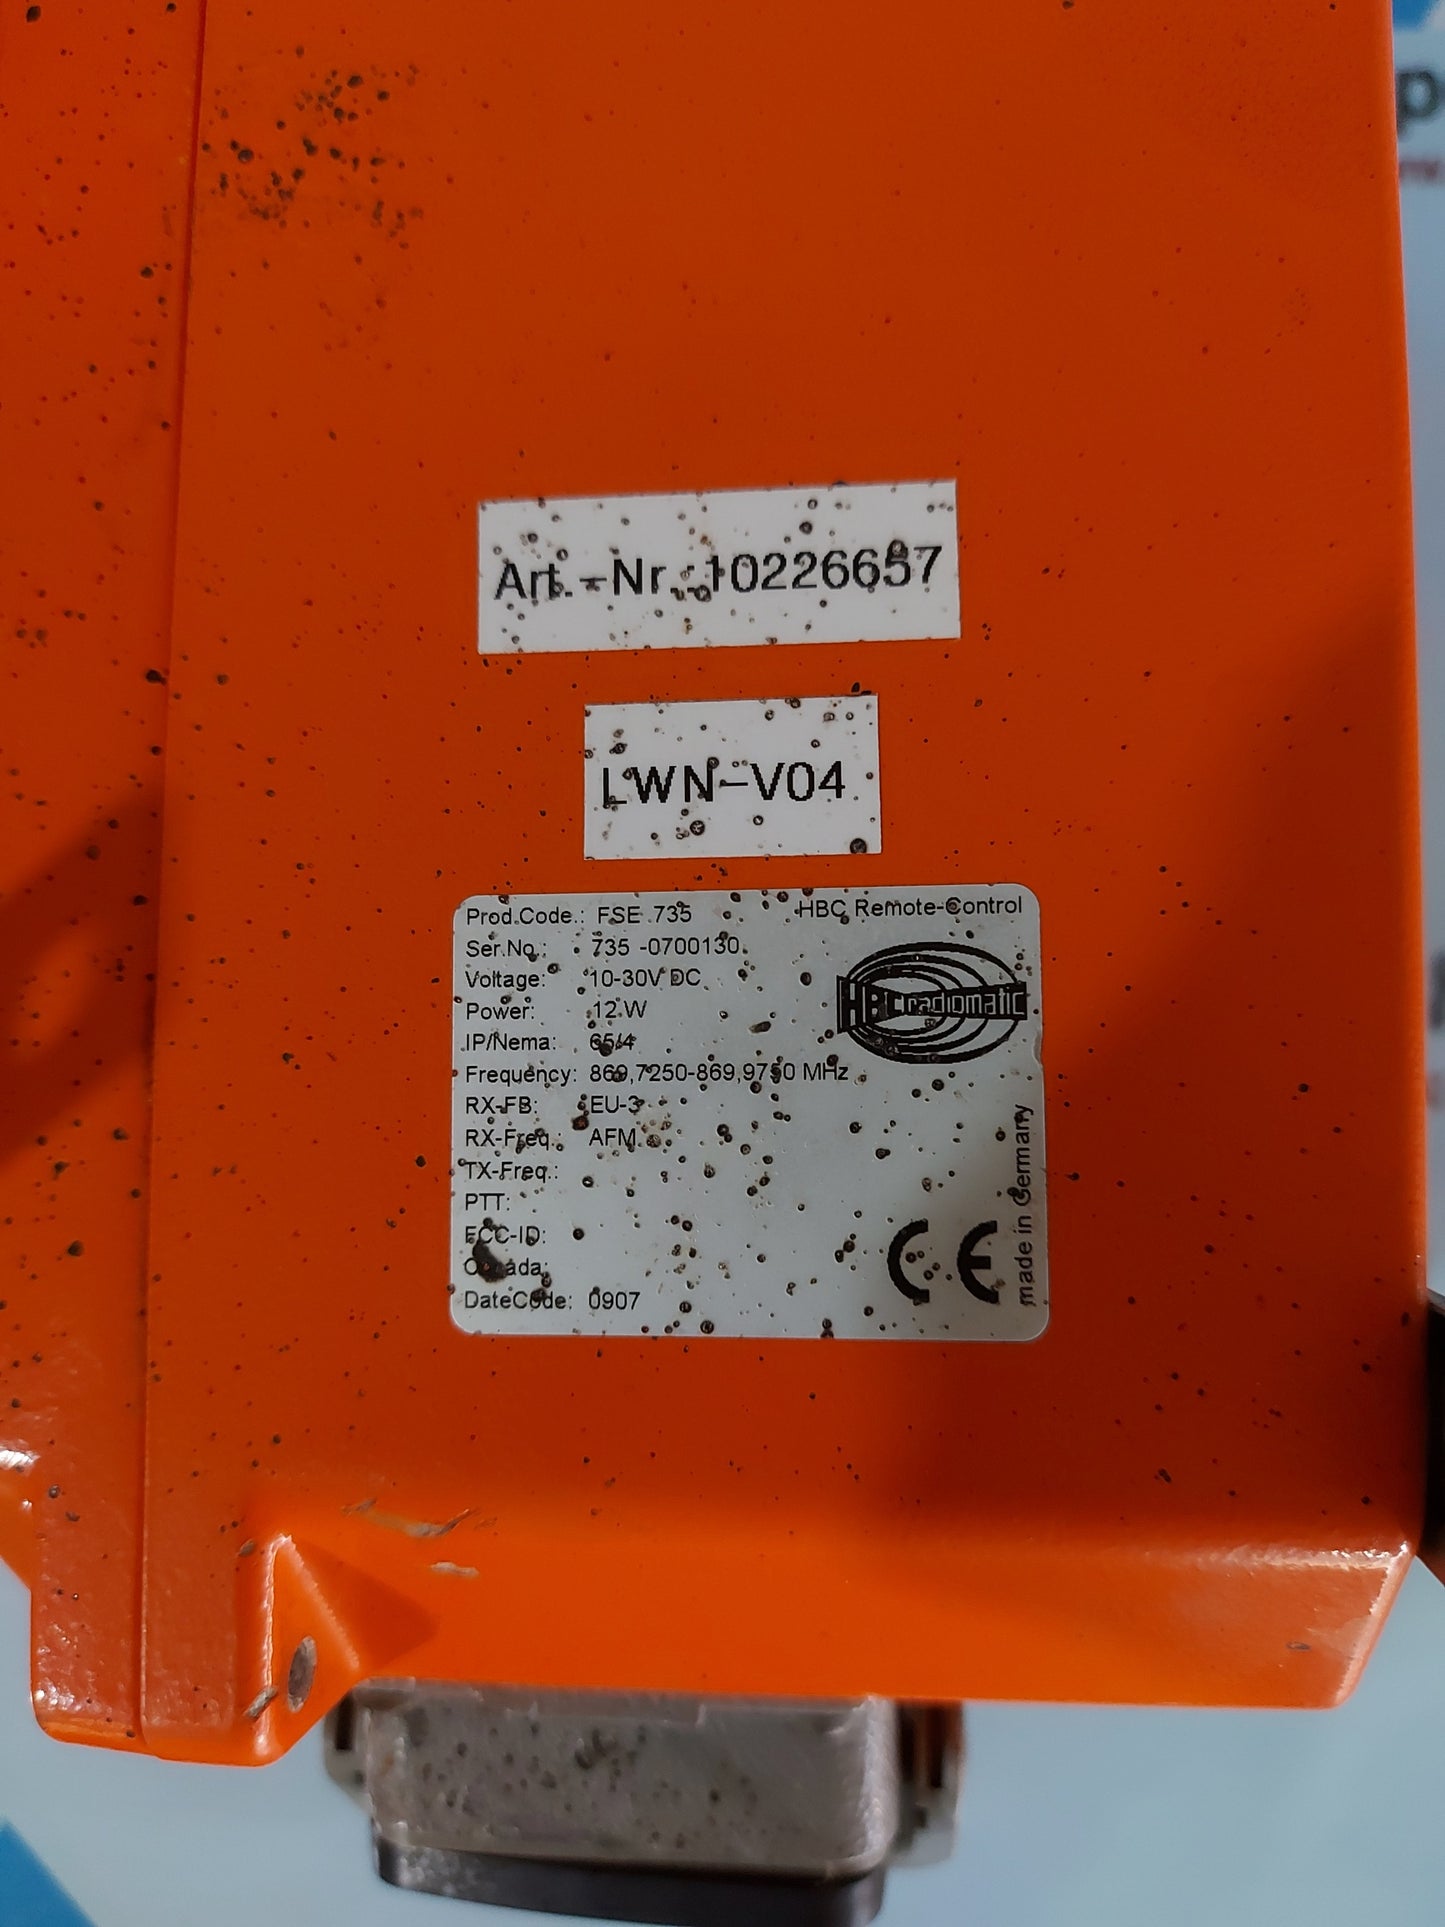 Art.-Nr.:10226657
LWN-V04
Prod.Code.: FSE 735
HBC Remote-Control
Ser.No.: 735 -0700130
Voltage: 10-30V DC
Power: 12 W
HBC radiomatic
IP/Nema: 65/4
Frequency: 869,7250-869,9750 MHz
RX-FB: EU-3
RX-Freq.: AFM
TX-Freq.:
PTT:
FCC-ID:
Canada:
DateCode: 0907
CE
made in Germany